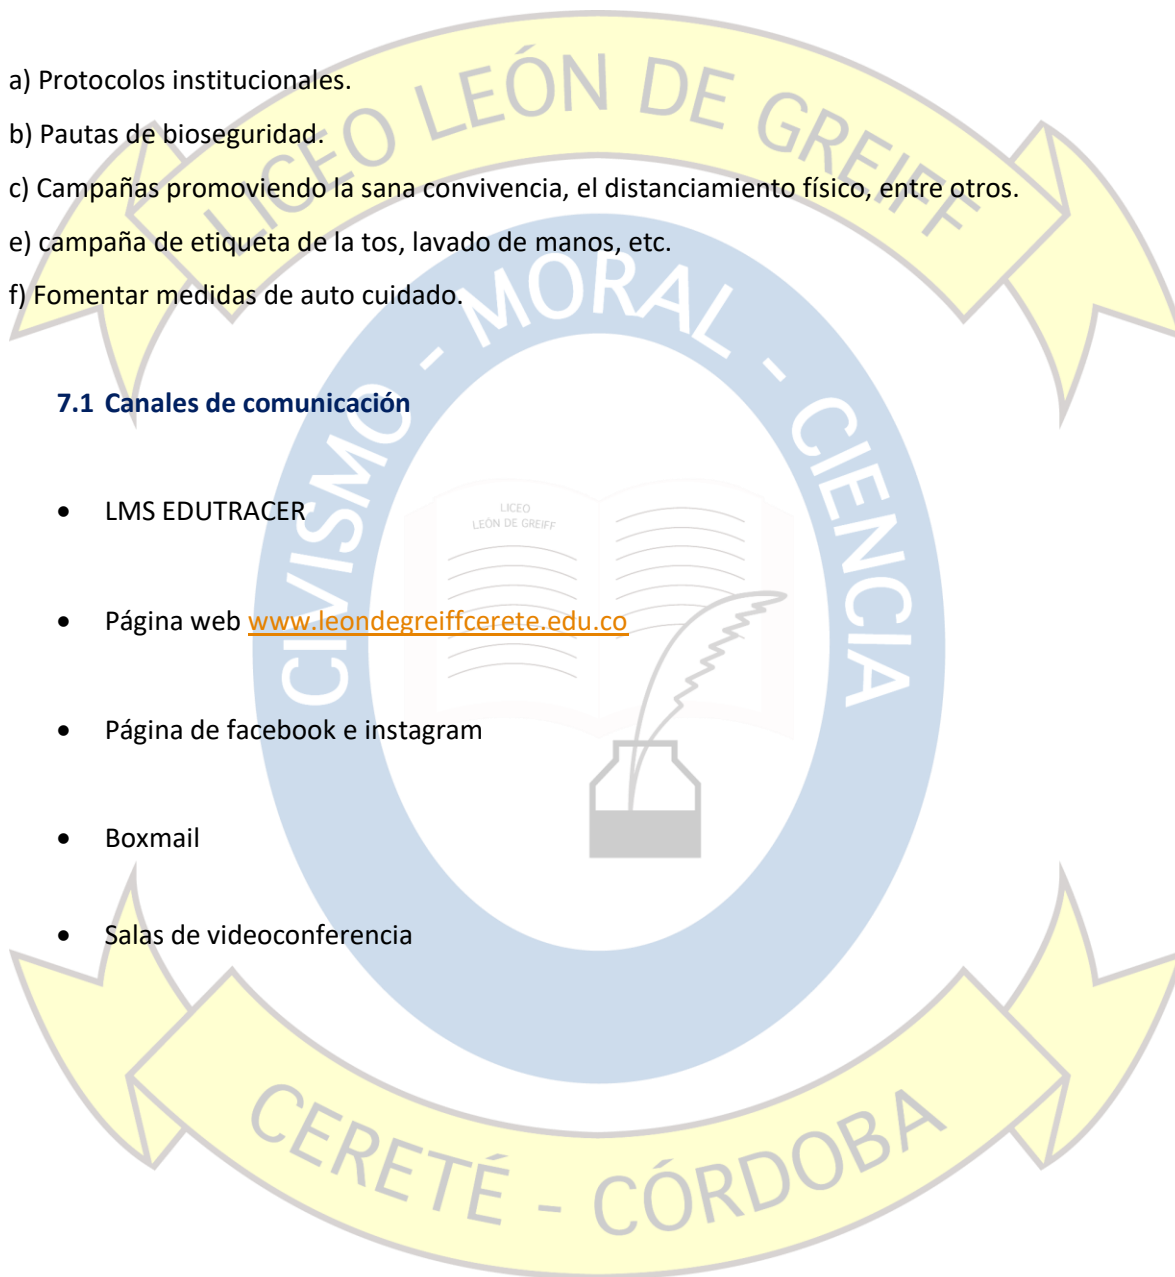 LICEO LEÓN DE GREIFF
a) Protocolos institucionales.
b) Pautas de bioseguridad.
c) Campañas promoviendo la sana convivencia, el distanciamiento físico, entre otros.
e) campaña de etiqueta de la tos, lavado de manos, etc.
f) Fomentar medidas de auto cuidado.
CIVISMO - MORAL - CIENCIA
7.1 Canales de comunicación
LICEO
LEÓN DE GREIFF
• LMS EDUTRACER
• Página web www.leondegreiffcerete.edu.co
• Página de facebook e instagram
• Boxmail
• Salas de videoconferencia
CERETÉ - CÓRDOBA